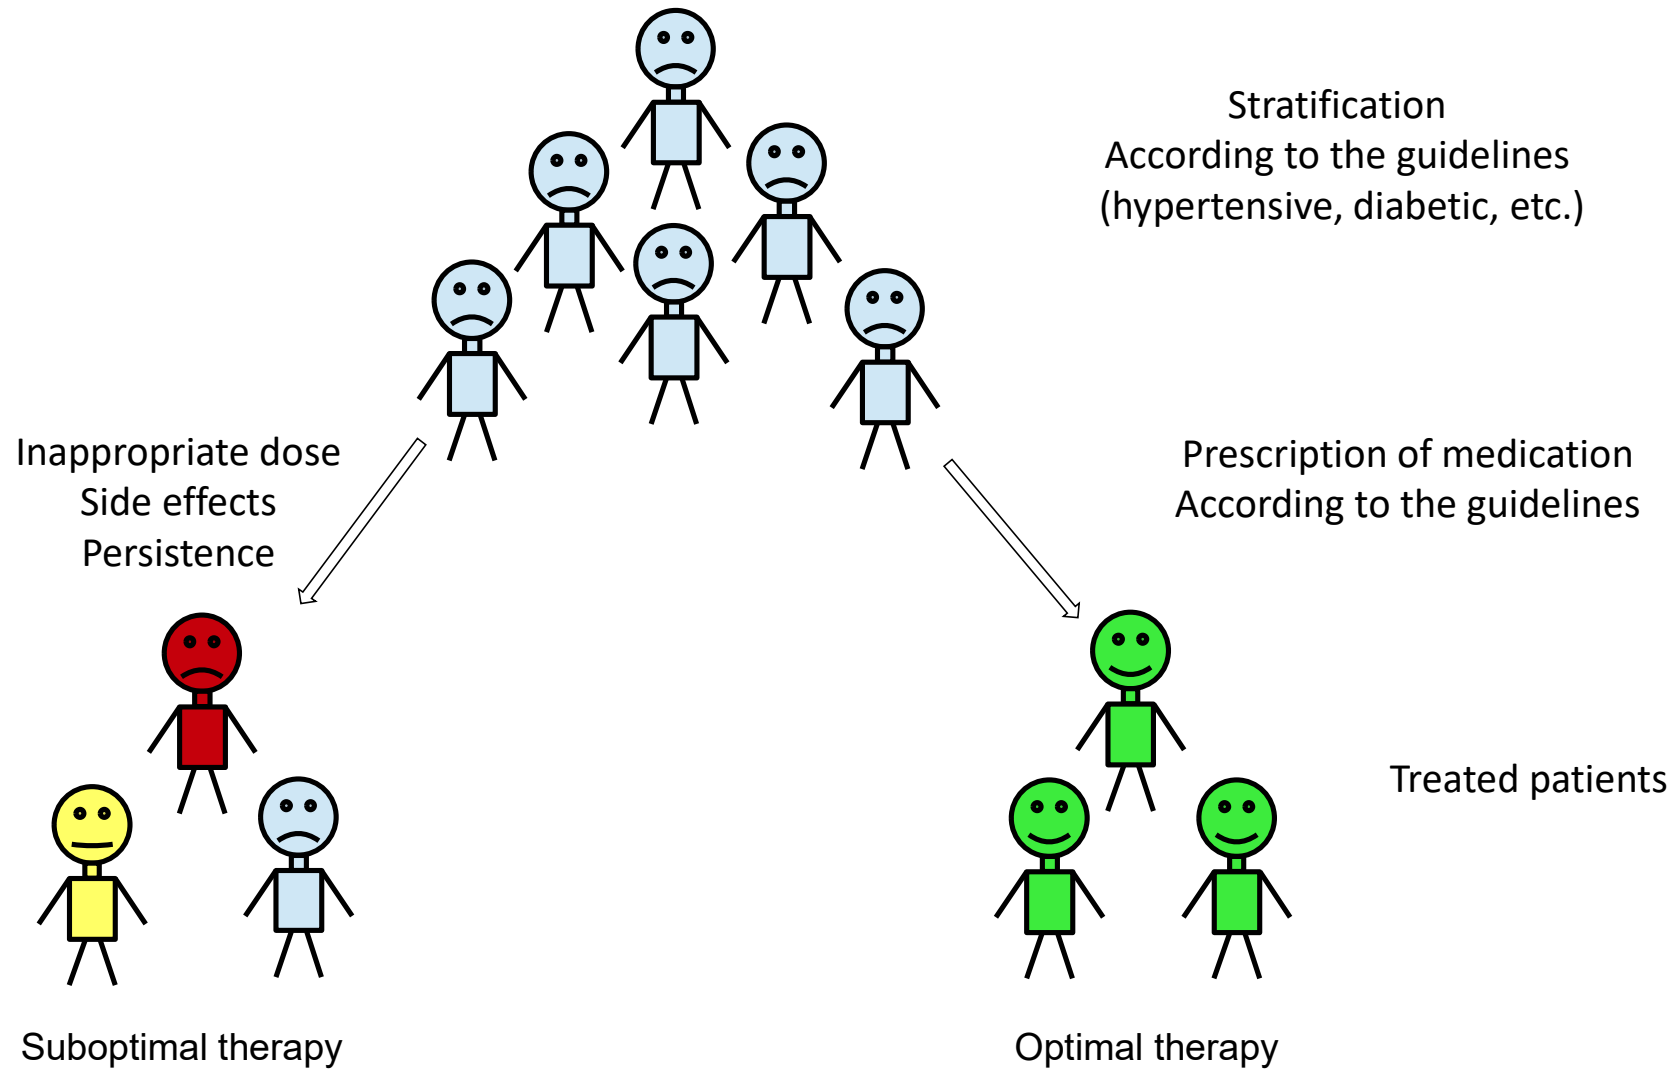 Stratification
According to the guidelines
(hypertensive, diabetic, etc.)
Inappropriate dose
Side effects
Persistence
Prescription of medication
According to the guidelines
Treated patients
Suboptimal therapy
Optimal therapy